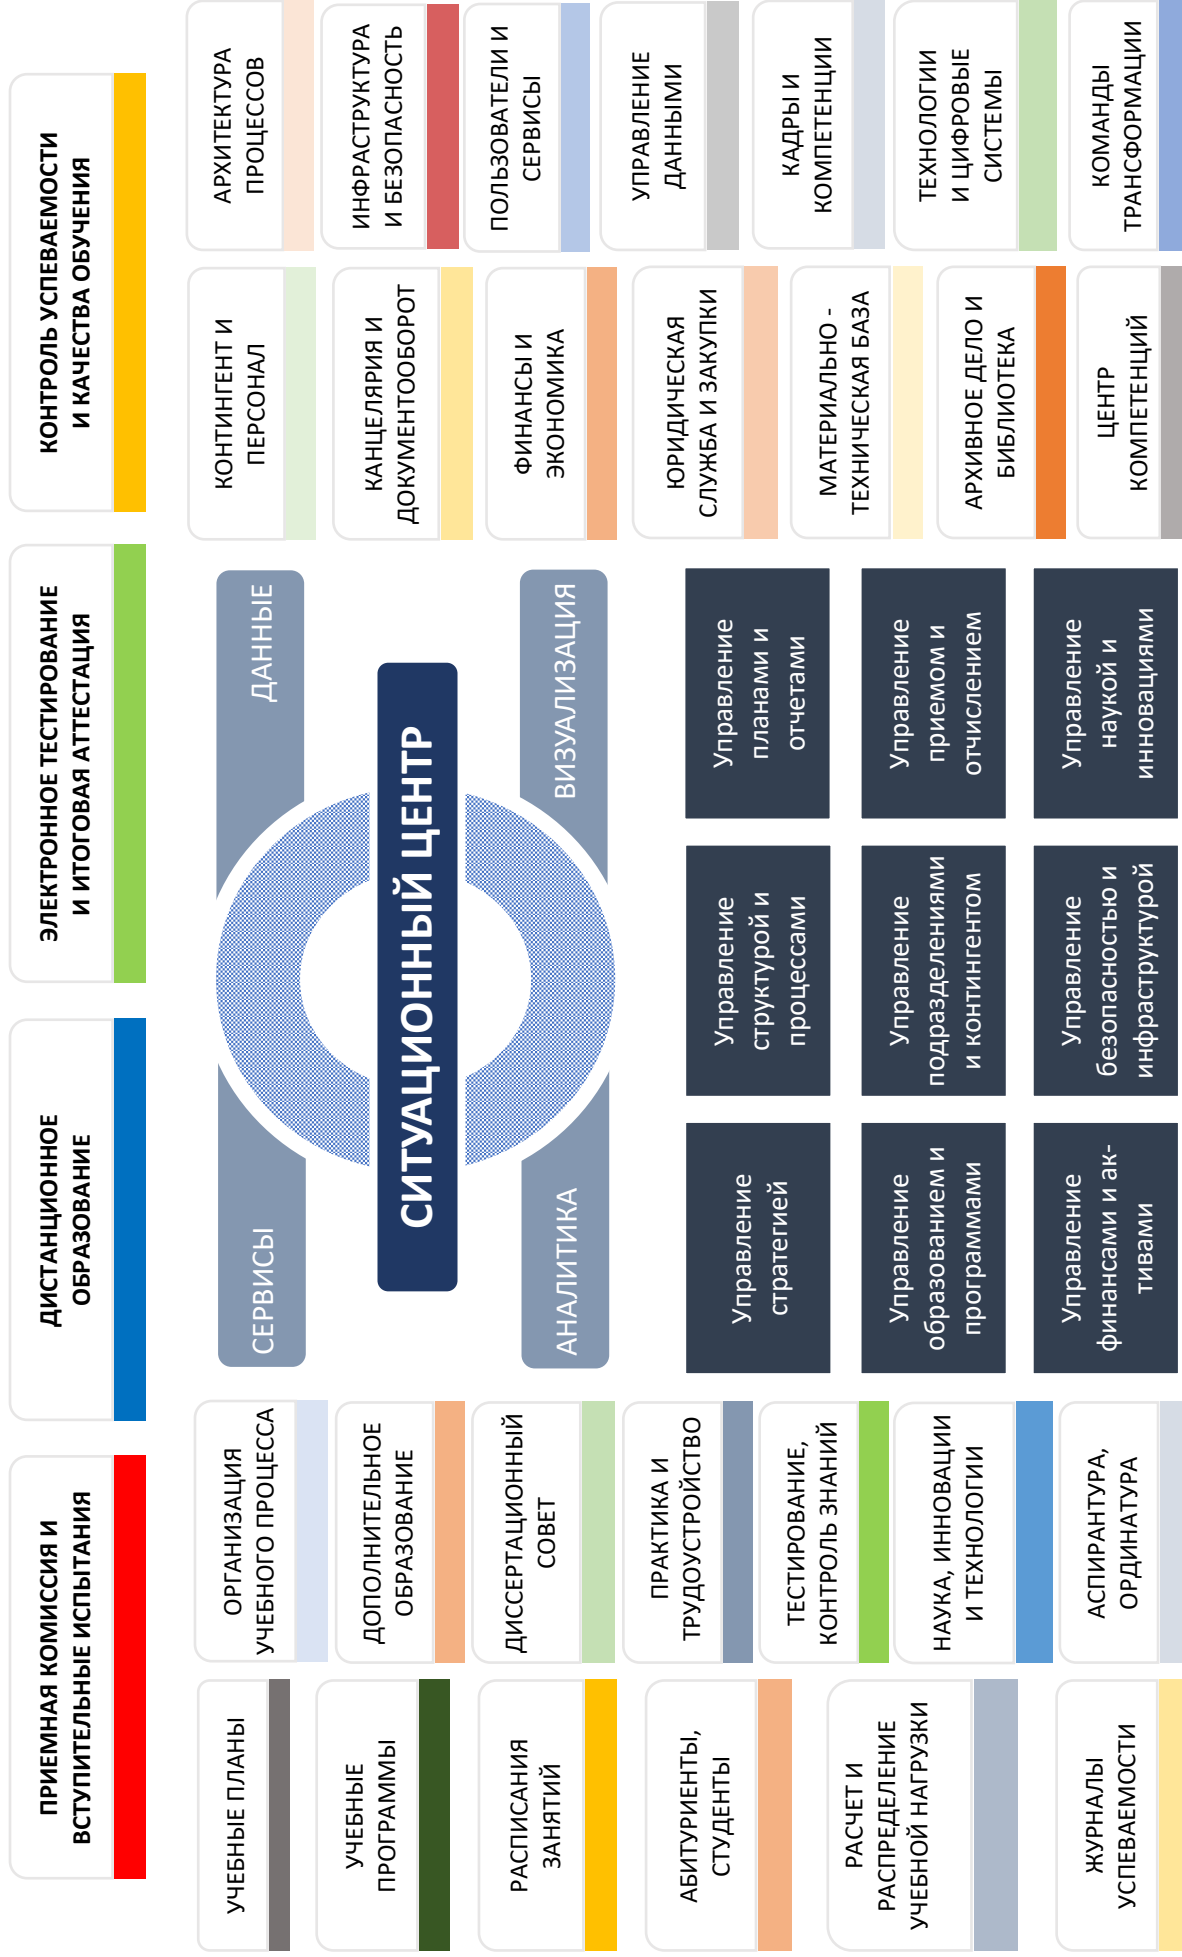 ПРИЕМНАЯ КОМИССИЯ И
ВСТУПИТЕЛЬНЫЕ ИСПЫТАНИЯ
ДИСТАНЦИОННОЕ
ОБРАЗОВАНИЕ
ЭЛЕКТРОННОЕ ТЕСТИРОВАНИЕ
И ИТОГОВАЯ АТТЕСТАЦИЯ
КОНТРОЛЬ УСПЕВАЕМОСТИ
И КАЧЕСТВА ОБУЧЕНИЯ
УЧЕБНЫЕ ПЛАНЫ
УЧЕБНЫЕ
ПРОГРАММЫ
РАСПИСАНИЯ
ЗАНЯТИЙ
АБИТУРИЕНТЫ,
СТУДЕНТЫ
РАСЧЕТ И
РАСПРЕДЕЛЕНИЕ
УЧЕБНОЙ НАГРУЗКИ
ЖУРНАЛЫ
УСПЕВАЕМОСТИ
ОРГАНИЗАЦИЯ
УЧЕБНОГО ПРОЦЕССА
ДОПОЛНИТЕЛЬНОЕ
ОБРАЗОВАНИЕ
ДИССЕРТАЦИОННЫЙ
СОВЕТ
ПРАКТИКА И
ТРУДОУСТРОЙСТВО
ТЕСТИРОВАНИЕ,
КОНТРОЛЬ ЗНАНИЙ
НАУКА, ИННОВАЦИИ
И ТЕХНОЛОГИИ
АСПИРАНТУРА,
ОРДИНАТУРА
СЕРВИСЫ
ДАННЫЕ
СИТУАЦИОННЫЙ ЦЕНТР
АНАЛИТИКА
ВИЗУАЛИЗАЦИЯ
Управление
стратегией
Управление
структурой и
процессами
Управление
планами и
отчетами
Управление
образованием и
программами
Управление
подразделениями
и контингентом
Управление
приемом и
отчислением
Управление
финансами и ак-
тивами
Управление
безопасностью и
инфраструктурой
Управление
наукой и
инновациями
КОНТИНГЕНТ И
ПЕРСОНАЛ
КАНЦЕЛЯРИЯ И
ДОКУМЕНТООБОРОТ
ФИНАНСЫ И
ЭКОНОМИКА
ЮРИДИЧЕСКАЯ
СЛУЖБА И ЗАКУПКИ
МАТЕРИАЛЬНО -
ТЕХНИЧЕСКАЯ БАЗА
АРХИВНОЕ ДЕЛО И
БИБЛИОТЕКА
ЦЕНТР
КОМПЕТЕНЦИЙ
АРХИТЕКТУРА
ПРОЦЕССОВ
ИНФРАСТРУКТУРА
И БЕЗОПАСНОСТЬ
ПОЛЬЗОВАТЕЛИ И
СЕРВИСЫ
УПРАВЛЕНИЕ
ДАННЫМИ
КАДРЫ И
КОМПЕТЕНЦИИ
ТЕХНОЛОГИИ
И ЦИФРОВЫЕ
СИСТЕМЫ
КОМАНДЫ
ТРАНСФОРМАЦИИ